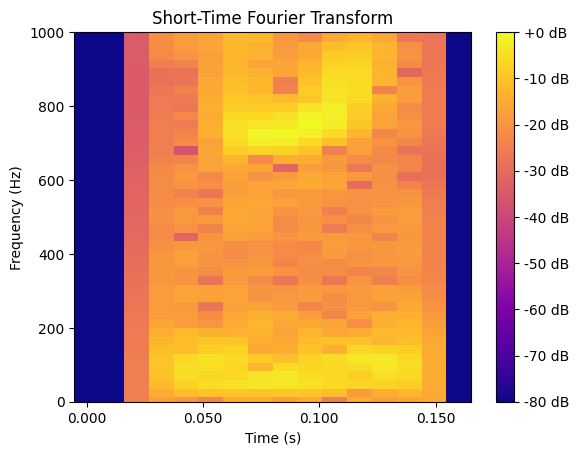 Short-Time Fourier Transform
1000
800
600
400
200
0
Frequency (Hz)
0.000
0.050
0.100
0.150
Time (s)
+0 dB
-10 dB
-20 dB
-30 dB
-40 dB
-50 dB
-60 dB
-70 dB
-80 dB